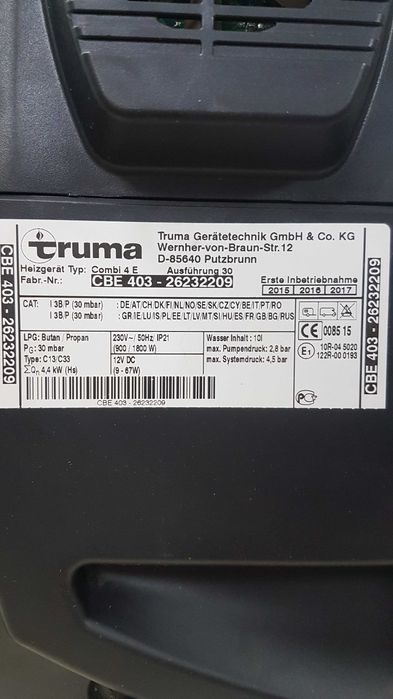 truma
Truma Gerätetechnik GmbH & Co. KG
Wernher-von-Braun-Str.12
D-85640 Putzbrunn
Heizgerät Typ: Combi 4 E Ausführung 30
Fabr.-Nr.: CBE 403 - 26232209
Erste Inbetriebnahme
2015 2016 2017
CAT: I 3B/P (30 mbar) : DE/AT/CH/DK/FI/NL/NO/SE/SK/CZ/CY/BE/IT/PT/RO
I 3B/P (30 mbar) : GR/IE/LU/IS/PL/EE/LT/LV/MT/SI/HU/ES/FR/GB/BG/RUS
LPG: Butan / Propan
PG: 30 mbar
Type: C13/C33
ΣQn 4,4 kW (Hs)
230V~/ 50Hz/ IP21
(900 / 1800 W)
12V DC
(9 - 67W)
Wasser Inhalt : 10l
max. Pumpendruck: 2,8 bar
max. Systemdruck: 4,5 bar
CE 0085 15
E1 10R-04 5020
122R-00 0193
PC
CBE 403 - 26232209
CBE 403 - 26232209
CBE 403 - 26232209